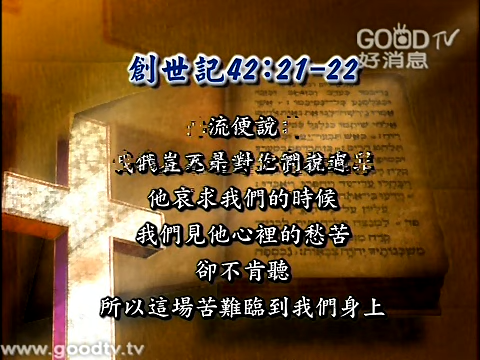 GOOD TV
好消息
創世記42:21-22
流便說
他哀求我們的時候
我們見他心裡的愁苦
卻不肯聽
所以這場苦難臨到我們身上
www.goodtv.tv